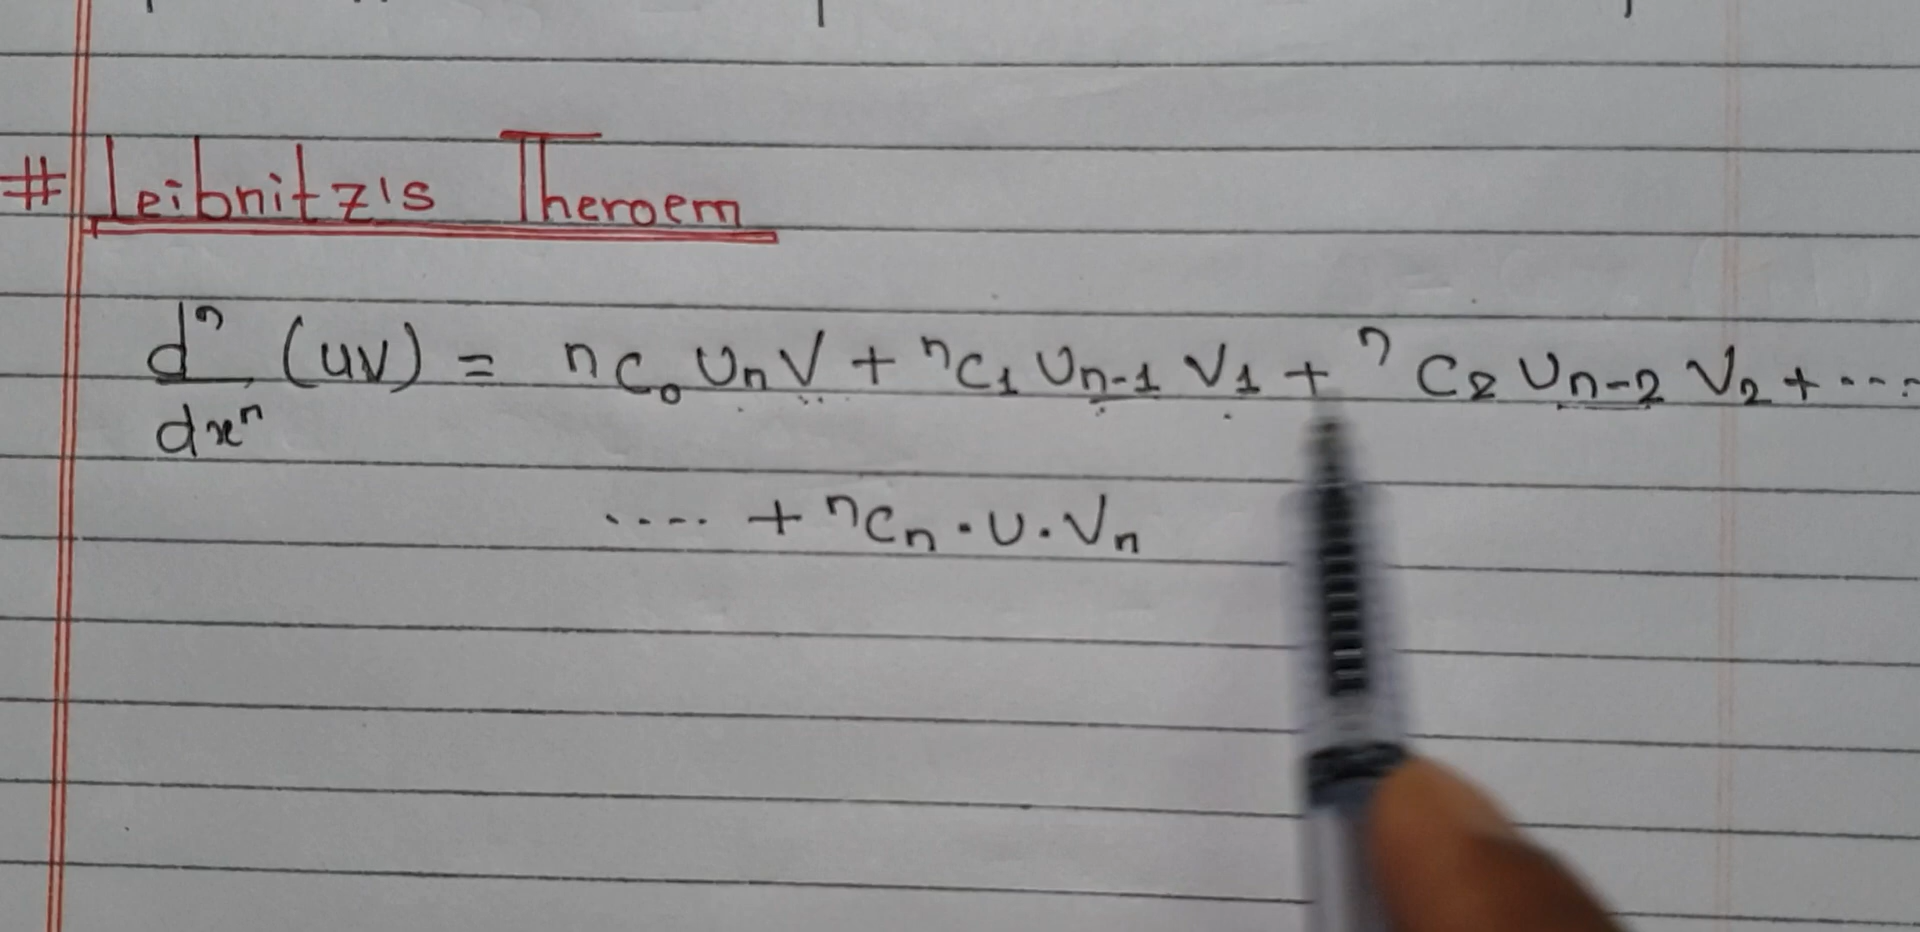 # Leibnitz's Theroem
dⁿ/dxⁿ (uv) = ⁿC₀ Uₙ V + ⁿC₁ Uₙ₋₁ V₁ + ⁿC₂ Uₙ₋₂ V₂ + ....
.... + ⁿCₙ · U · Vₙ